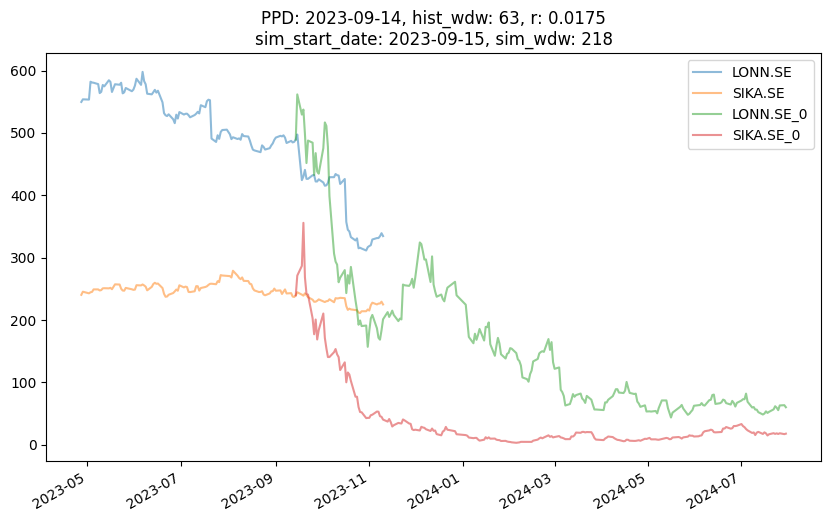 PPD: 2023-09-14, hist_wdw: 63, r: 0.0175
sim_start_date: 2023-09-15, sim_wdw: 218
LONN.SE
SIKA.SE
LONN.SE_0
SIKA.SE_0
600
500
400
300
200
100
0
2023-05
2023-07
2023-09
2023-11
2024-01
2024-03
2024-05
2024-07